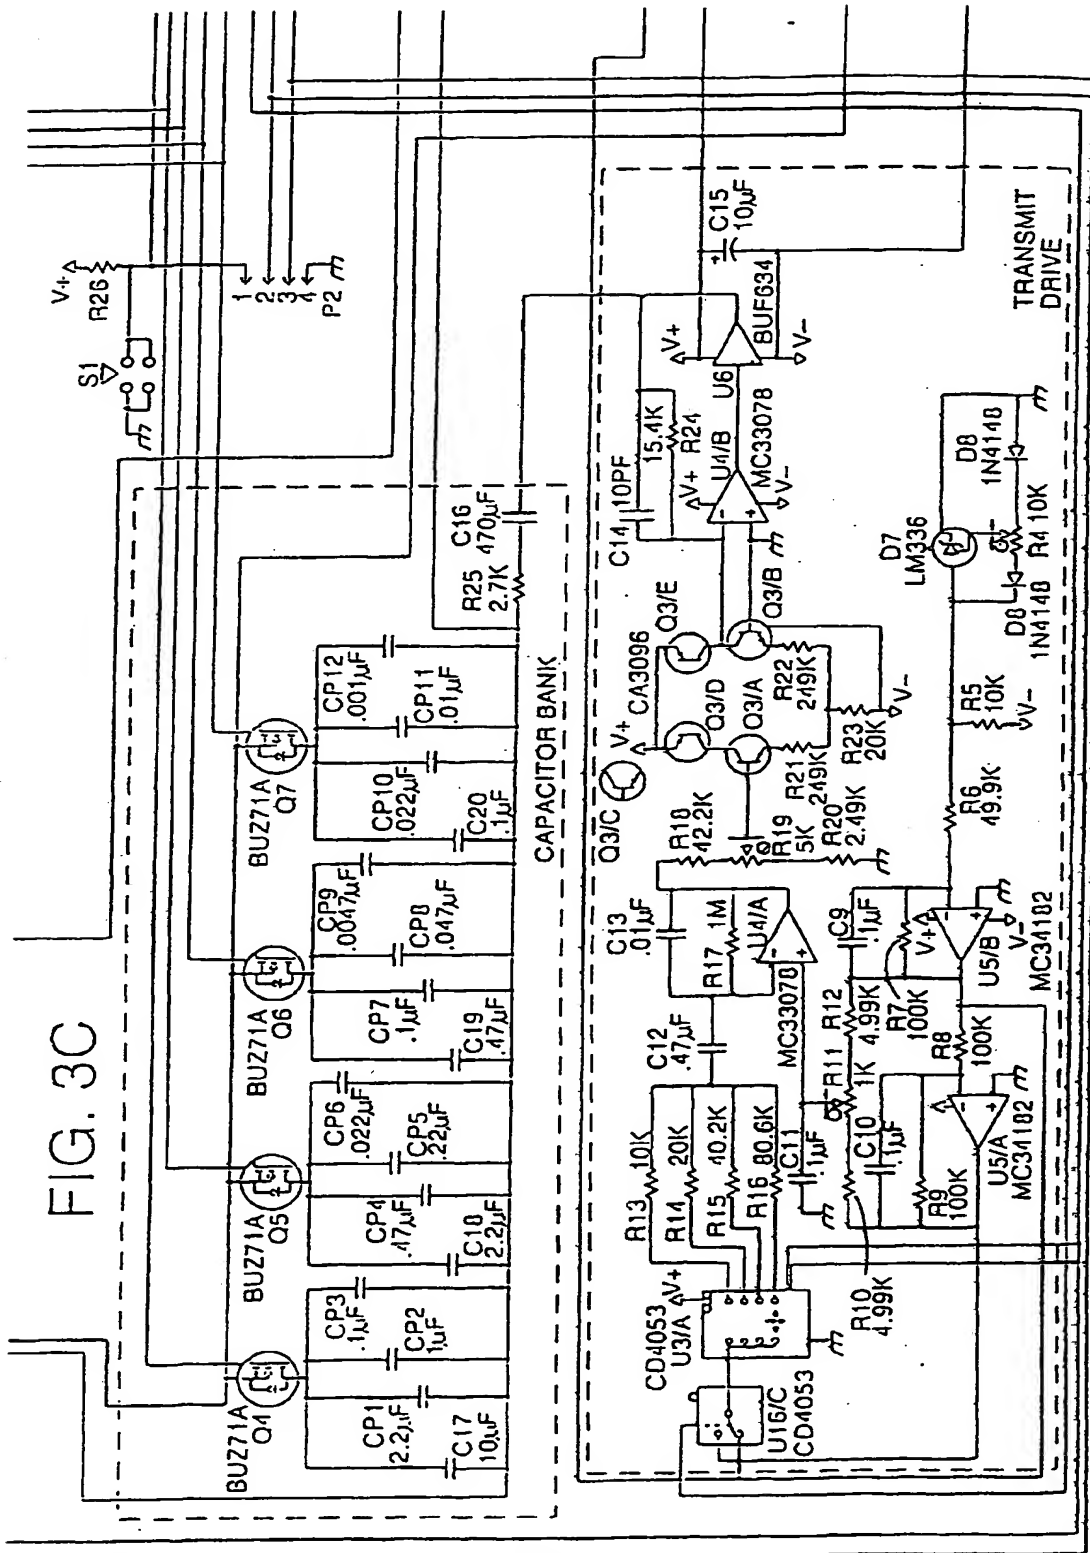 FIG. 3C
V+
R26
S1
1
2
3
4
P2
BUZ71A
Q4
BUZ71A
Q5
BUZ71A
Q6
BUZ71A
Q7
CP3
.1µF
CP2
1µF
CP1
2.2µF
C17
10µF
CP6
.022µF
CP5
.22µF
CP4
.47µF
C18
2.2µF
CP9
.0047µF
CP8
.047µF
CP7
.1µF
C19
.47µF
CP12
.001µF
CP11
.01µF
CP10
.022µF
C20
.1µF
R25
2.7K
C16
470µF
CAPACITOR BANK
CD4053
U3/A
V+
U16/C
CD4053
R13
10K
R14
20K
R15
40.2K
R16
80.6K
C11
.1µF
C12
.47µF
C13
.01µF
R17
1M
U4/A
MC33078
R18
42.2K
R19
5K
R20
2.49K
Q3/C
V+
CA3096
Q3/D
Q3/E
Q3/A
Q3/B
R21
249K
R22
249K
R23
20K
V-
C14
10PF
15.4K
R24
V+
U4/B
MC33078
V-
V+
U6
BUF634
V-
C15
10µF
+
R10
4.99K
R11
1K
R12
4.99K
C10
.1µF
R9
100K
U5/A
MC34182
R8
100K
C9
.1µF
R7
100K
V+
U5/B
V-
MC34182
R6
49.9K
R5
10K
V-
D7
LM336
D8
1N4148
R4
10K
D8
1N4148
TRANSMIT
DRIVE